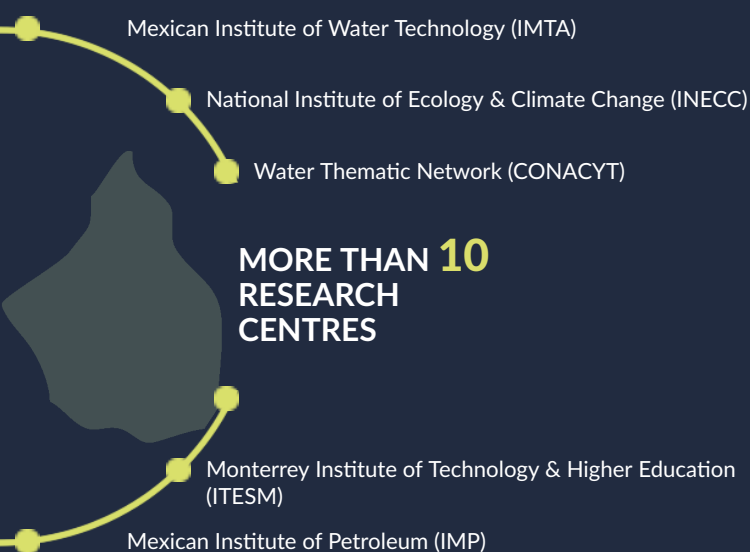 Mexican Institute of Water Technology (IMTA)
National Institute of Ecology & Climate Change (INECC)
Water Thematic Network (CONACYT)
MORE THAN 10
RESEARCH
CENTRES
Monterrey Institute of Technology & Higher Education
(ITESM)
Mexican Institute of Petroleum (IMP)